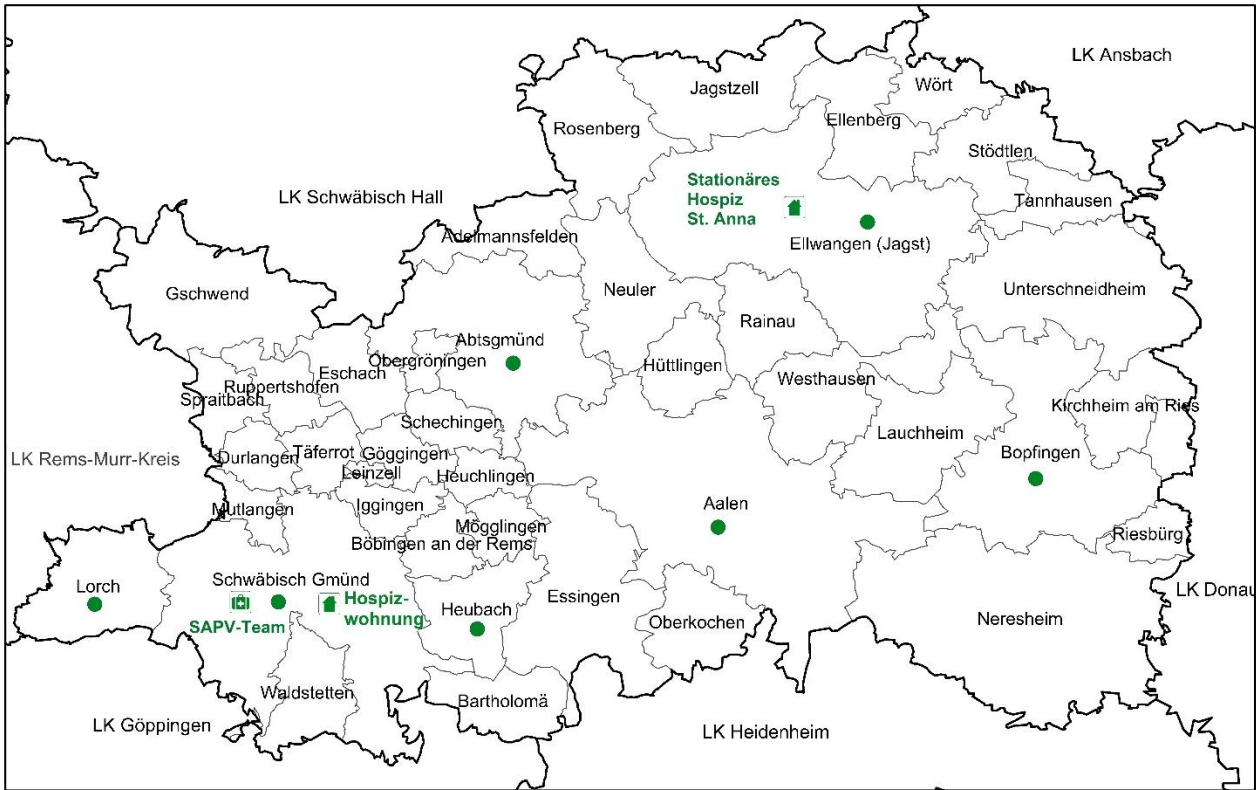 LK Ansbach
Jagstzell
Wört
Ellenberg
Rosenberg
Stödtlen
Stationäres
Hospiz
St. Anna
LK Schwäbisch Hall
Tannhausen
Adelmannsfelden
Ellwangen (Jagst)
Gschwend
Neuler
Unterschneidheim
Rainau
Abtsgmünd
Obergröningen
Eschach
Hüttlingen
Westhausen
Ruppertshofen
Spraitbach
Kirchheim am Ries
Schechingen
Lauchheim
LK Rems-Murr-Kreis
Durlangen
Täferrot
Göggingen
Bopfingen
Leinzell
Heuchlingen
Mutlangen
Iggingen
Aalen
Mögglingen
Böbingen an der Rems
Riesbürg
Lorch
Schwäbisch Gmünd
LK Donau
SAPV-Team
Hospiz-
wohnung
Heubach
Essingen
Oberkochen
Neresheim
Waldstetten
Bartholomä
LK Göppingen
LK Heidenheim